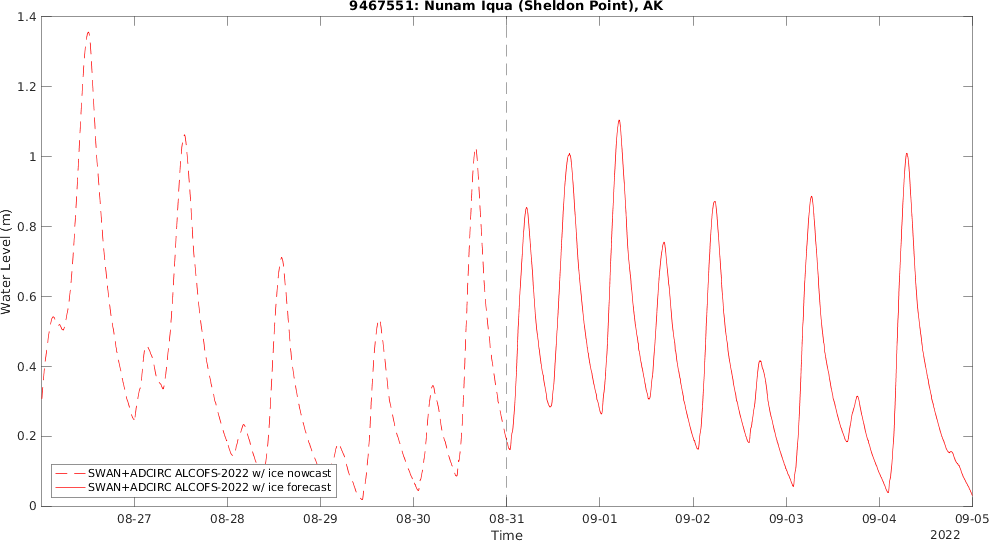 9467551: Nunam Iqua (Sheldon Point), AK
Water Level (m)
1.4
1.2
1
0.8
0.6
0.4
0.2
0
SWAN+ADCIRC ALCOFS-2022 w/ ice nowcast
SWAN+ADCIRC ALCOFS-2022 w/ ice forecast
08-27 08-28 08-29 08-30 08-31 09-01 09-02 09-03 09-04 09-05
Time
2022